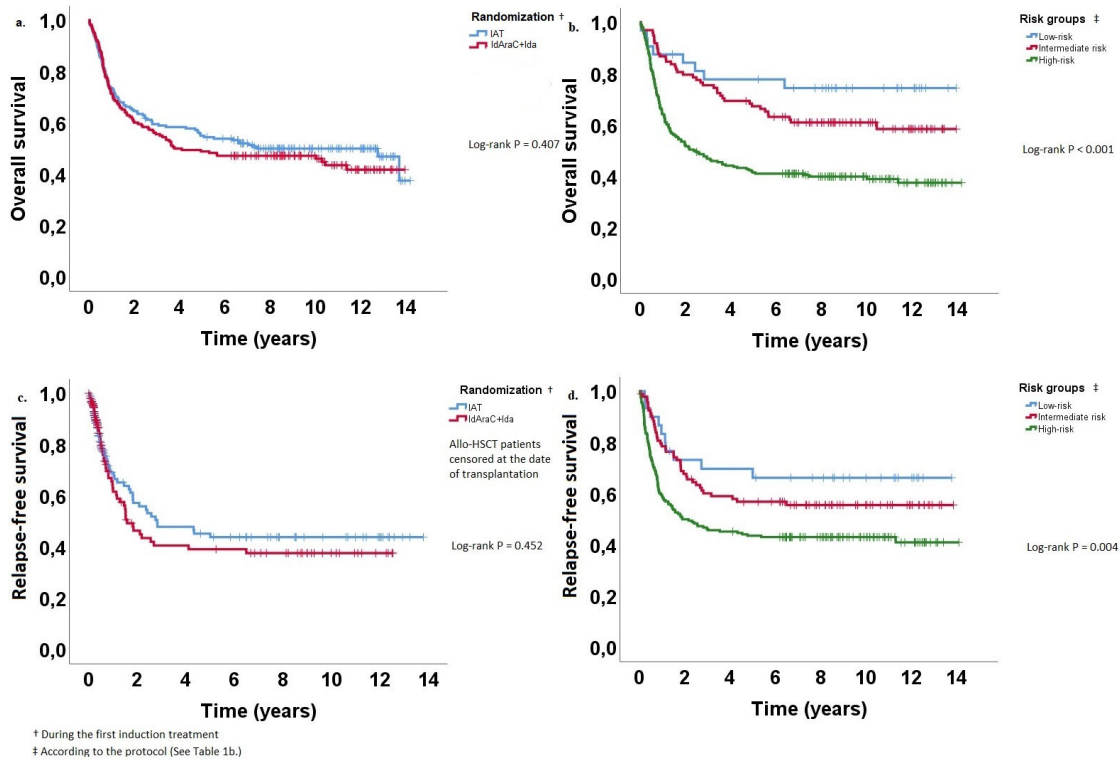 a.
Overall survival
1,0
0,8
0,6
0,4
0,2
0,0
0 2 4 6 8 10 12 14
Time (years)
Randomization †
IAT
IdAraC+Ida
Log-rank P = 0.407
b.
Overall survival
1,0
0,8
0,6
0,4
0,2
0,0
0 2 4 6 8 10 12 14
Time (years)
Risk groups ‡
Low-risk
Intermediate risk
High-risk
Log-rank P < 0.001
c.
Relapse-free survival
1,0
0,8
0,6
0,4
0,2
0,0
0 2 4 6 8 10 12 14
Time (years)
Randomization †
IAT
IdAraC+Ida
Allo-HSCT patients
censored at the date
of transplantation
Log-rank P = 0.452
d.
Relapse-free survival
1,0
0,8
0,6
0,4
0,2
0,0
0 2 4 6 8 10 12 14
Time (years)
Risk groups ‡
Low-risk
Intermediate risk
High-risk
Log-rank P = 0.004
† During the first induction treatment
‡ According to the protocol (See Table 1b.)